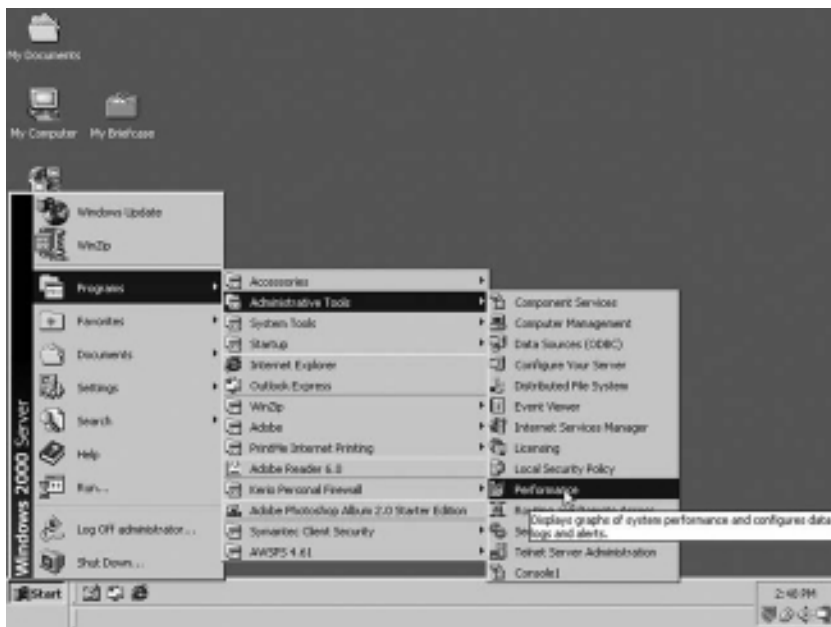 My Documents
My Computer
My Briefcase
Windows Update
WinZip
Programs
Favorites
Documents
Settings
Search
Help
Run...
Log Off administrator...
Shut Down...
Windows 2000 Server
Accessories
Administrative Tools
System Tools
Startup
Internet Explorer
Outlook Express
WinZip
Adobe
PrintMe Internet Printing
Adobe Reader 6.0
Kerio Personal Firewall
Adobe Photoshop Album 2.0 Starter Edition
Symantec Client Security
AWSPS 4.61
Component Services
Computer Management
Data Sources (ODBC)
Configure Your Server
Distributed File System
Event Viewer
Internet Services Manager
Licensing
Local Security Policy
Performance
Displays graphs of system performance and configures data
logs and alerts.
Telnet Server Administration
Console1
Start
2:48 PM